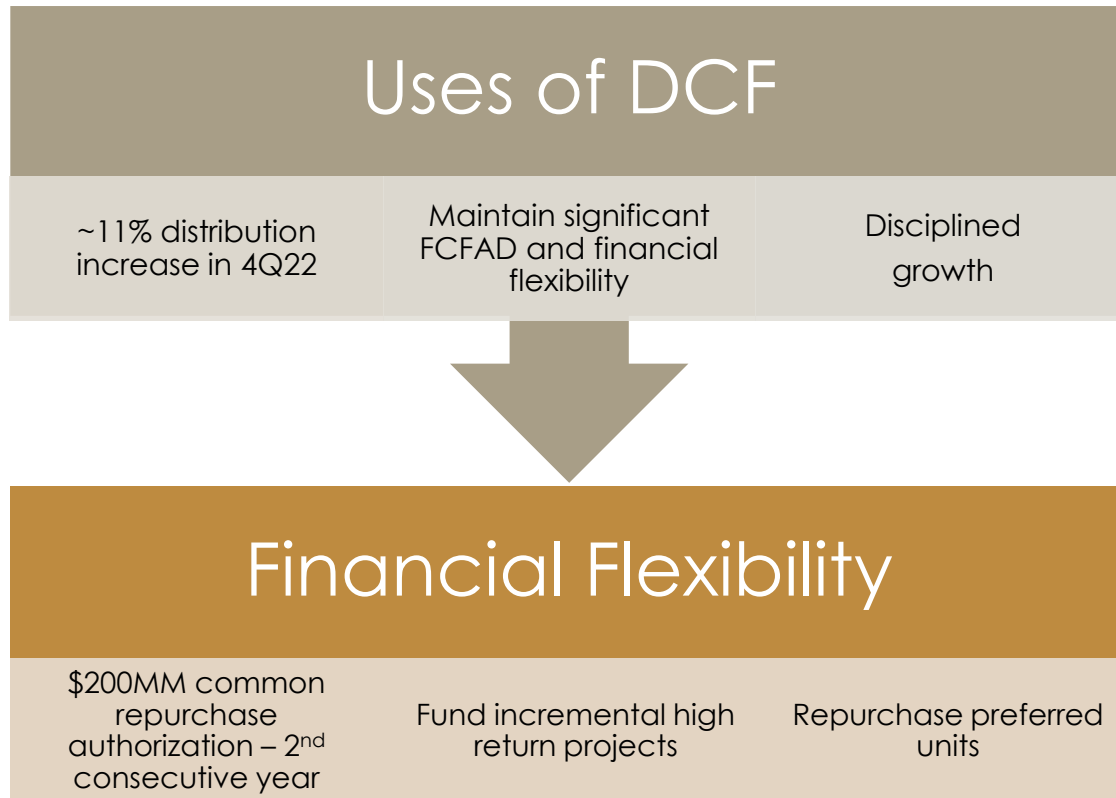 Uses of DCF
~11% distribution
increase in 4Q22
Maintain significant
FCFAD and financial
flexibility
Disciplined
growth
Financial Flexibility
$200MM common
repurchase
authorization – 2nd
consecutive year
Fund incremental high
return projects
Repurchase preferred
units